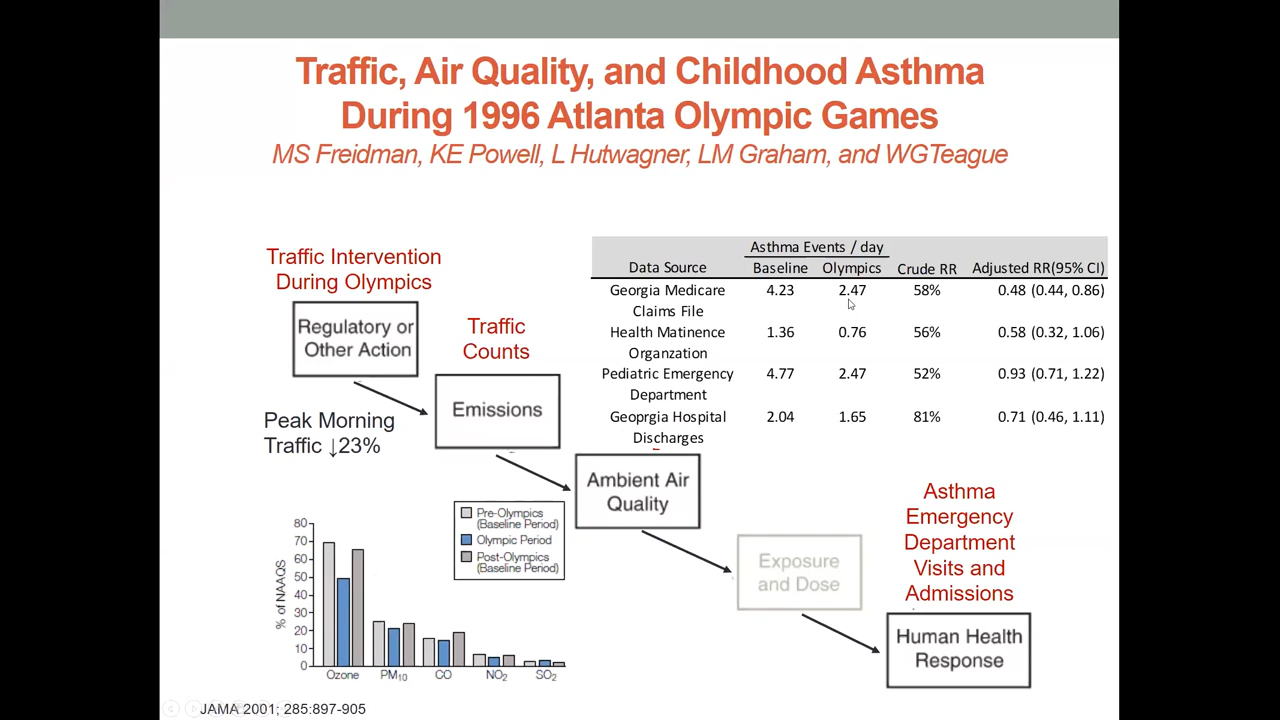 Traffic, Air Quality, and Childhood Asthma
During 1996 Atlanta Olympic Games
MS Freidman, KE Powell, L Hutwagner, LM Graham, and WGTeague
Traffic Intervention
During Olympics
Regulatory or
Other Action
Peak Morning
Traffic ↓23%
Traffic
Counts
Emissions
Asthma Events / day
Data Source Baseline Olympics Crude RR Adjusted RR(95% CI)
Georgia Medicare 4.23 2.47 58% 0.48 (0.44, 0.86)
Claims File
Health Matinence 1.36 0.76 56% 0.58 (0.32, 1.06)
Organzation
Pediatric Emergency 4.77 2.47 52% 0.93 (0.71, 1.22)
Department
Geoprgia Hospital 2.04 1.65 81% 0.71 (0.46, 1.11)
Discharges
Ambient Air
Quality
Exposure
and Dose
Asthma
Emergency
Department
Visits and
Admissions
Human Health
Response
Pre-Olympics
(Baseline Period)
Olympic Period
Post-Olympics
(Baseline Period)
% of NAAQS
80
70
60
50
40
30
20
10
0
Ozone PM10 CO NO2 SO2
JAMA 2001; 285:897-905